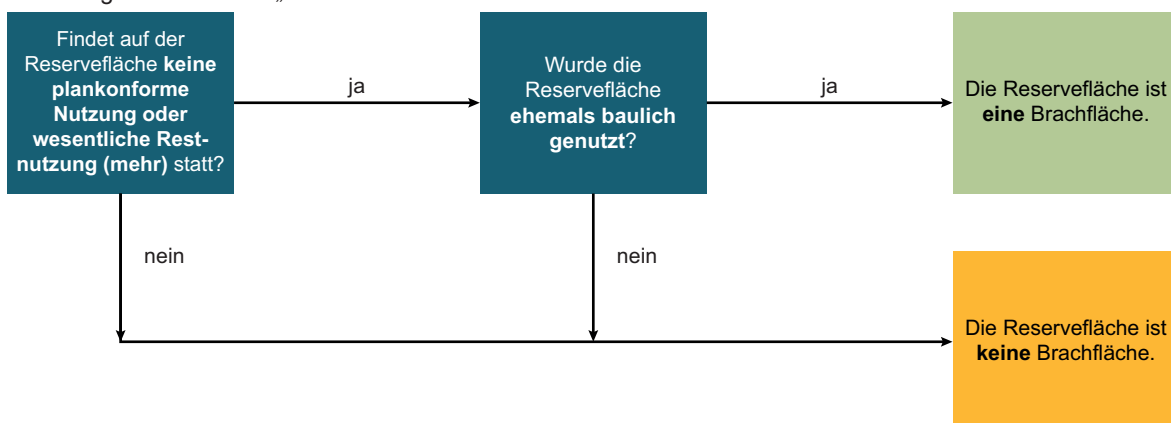 Findet auf der
Reservefläche keine
plankonforme
Nutzung oder
wesentliche Rest-
nutzung (mehr) statt?
ja
Wurde die
Reservefläche
ehemals baulich
genutzt?
ja
Die Reservefläche ist
eine Brachfläche.
nein
nein
Die Reservefläche ist
keine Brachfläche.